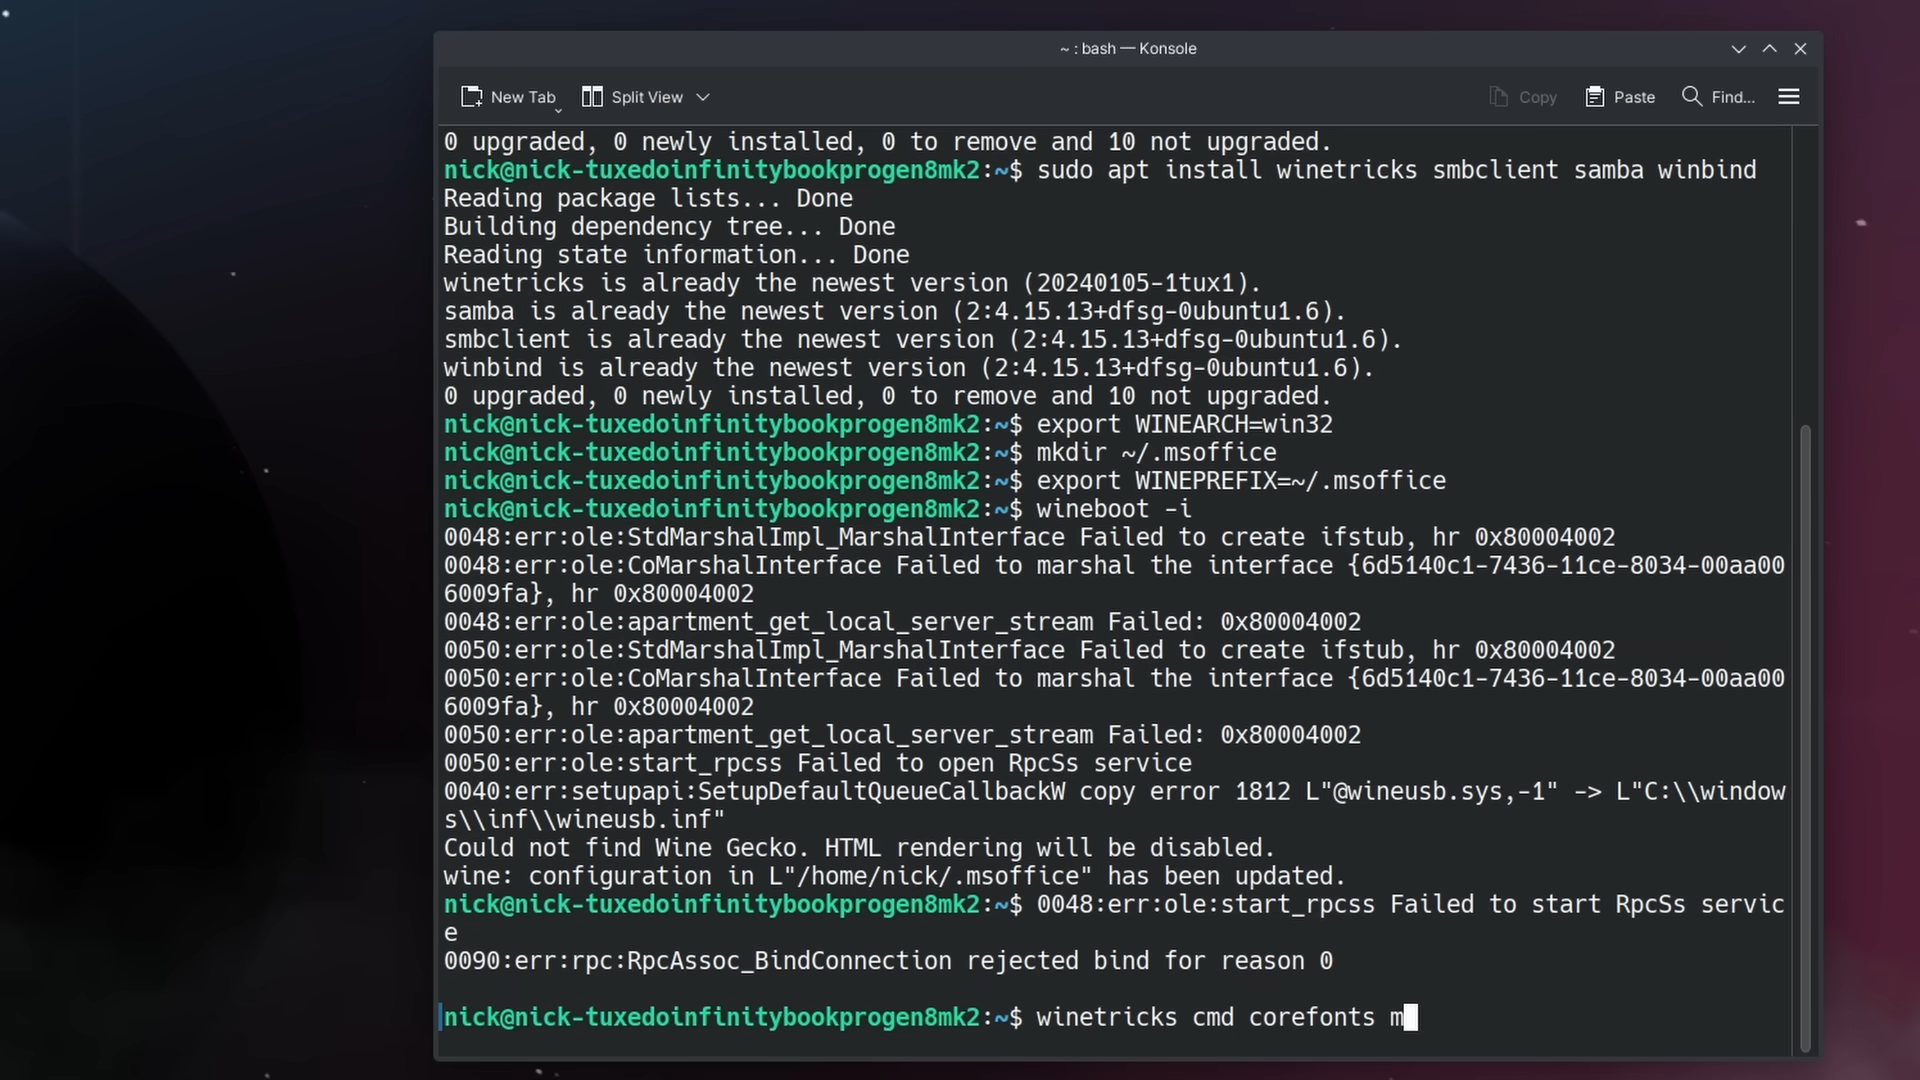 ~ : bash — Konsole
New Tab Split View Copy Paste Find...
0 upgraded, 0 newly installed, 0 to remove and 10 not upgraded.
nick@nick-tuxedoinfinitybookprogen8mk2:~$ sudo apt install winetricks smbclient samba winbind
Reading package lists... Done
Building dependency tree... Done
Reading state information... Done
winetricks is already the newest version (20240105-1tux1).
samba is already the newest version (2:4.15.13+dfsg-0ubuntu1.6).
smbclient is already the newest version (2:4.15.13+dfsg-0ubuntu1.6).
winbind is already the newest version (2:4.15.13+dfsg-0ubuntu1.6).
0 upgraded, 0 newly installed, 0 to remove and 10 not upgraded.
nick@nick-tuxedoinfinitybookprogen8mk2:~$ export WINEARCH=win32
nick@nick-tuxedoinfinitybookprogen8mk2:~$ mkdir ~/.msoffice
nick@nick-tuxedoinfinitybookprogen8mk2:~$ export WINEPREFIX=~/.msoffice
nick@nick-tuxedoinfinitybookprogen8mk2:~$ wineboot -i
0048:err:ole:StdMarshalImpl_MarshalInterface Failed to create ifstub, hr 0x80004002
0048:err:ole:CoMarshalInterface Failed to marshal the interface {6d5140c1-7436-11ce-8034-00aa00
6009fa}, hr 0x80004002
0048:err:ole:apartment_get_local_server_stream Failed: 0x80004002
0050:err:ole:StdMarshalImpl_MarshalInterface Failed to create ifstub, hr 0x80004002
0050:err:ole:CoMarshalInterface Failed to marshal the interface {6d5140c1-7436-11ce-8034-00aa00
6009fa}, hr 0x80004002
0050:err:ole:apartment_get_local_server_stream Failed: 0x80004002
0050:err:ole:start_rpcss Failed to open RpcSs service
0040:err:setupapi:SetupDefaultQueueCallbackW copy error 1812 L"@wineusb.sys,-1" -> L"C:\\window
s\\inf\\wineusb.inf"
Could not find Wine Gecko. HTML rendering will be disabled.
wine: configuration in L"/home/nick/.msoffice" has been updated.
nick@nick-tuxedoinfinitybookprogen8mk2:~$ 0048:err:ole:start_rpcss Failed to start RpcSs servic
e
0090:err:rpc:RpcAssoc_BindConnection rejected bind for reason 0
nick@nick-tuxedoinfinitybookprogen8mk2:~$ winetricks cmd corefonts m